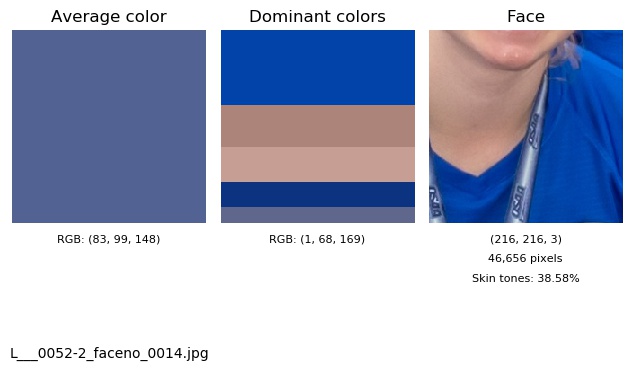 Average color
Dominant colors
Face
RGB: (83, 99, 148)
RGB: (1, 68, 169)
(216, 216, 3)
46,656 pixels
Skin tones: 38.58%
L___0052-2_faceno_0014.jpg